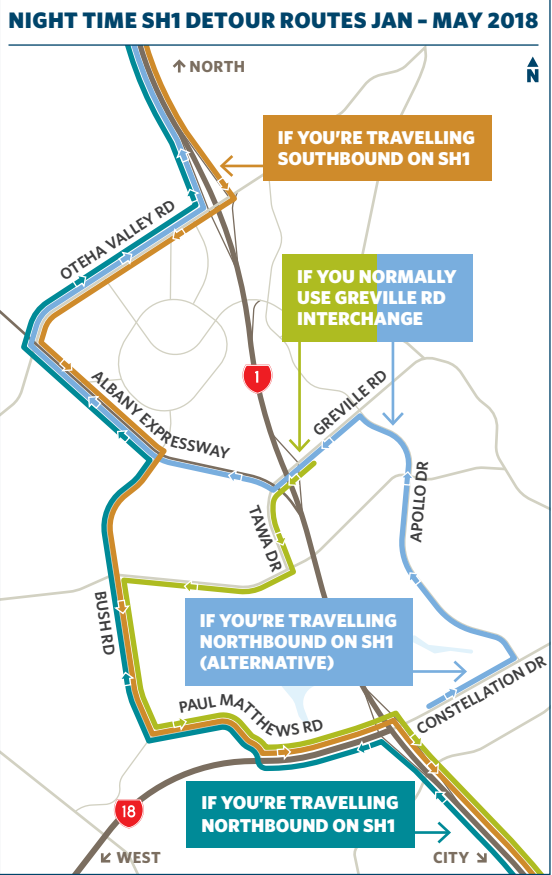 NIGHT TIME SH1 DETOUR ROUTES JAN – MAY 2018
NORTH
N
IF YOU'RE TRAVELLING
SOUTHBOUND ON SH1
OTEHA VALLEY RD
IF YOU NORMALLY
USE GREVILLE RD
INTERCHANGE
1
GREVILLE RD
ALBANY EXPRESSWAY
APOLLO DR
TAWA DR
BUSH RD
IF YOU'RE TRAVELLING
NORTHBOUND ON SH1
(ALTERNATIVE)
CONSTELLATION DR
PAUL MATTHEWS RD
18
IF YOU'RE TRAVELLING
NORTHBOUND ON SH1
WEST
CITY